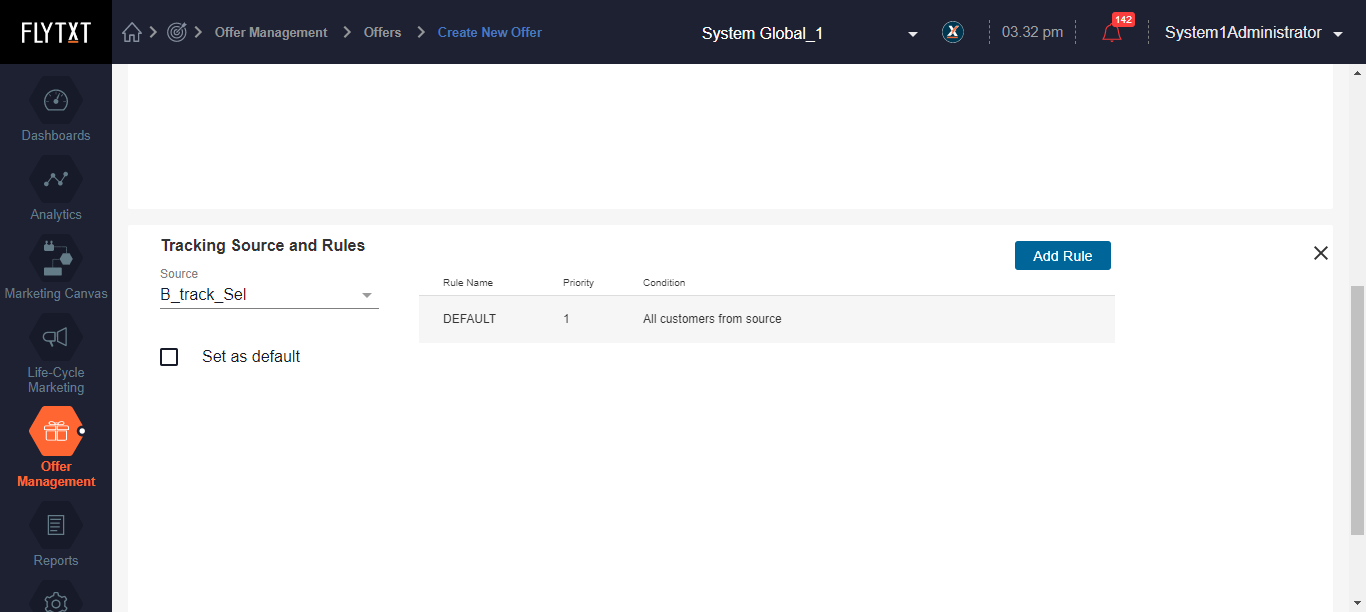 FLYTXT
Offer Management
Offers
Create New Offer
System Global_1
X
03.32 pm
142
System1Administrator
Dashboards
Analytics
Marketing Canvas
Life-Cycle
Marketing
Offer
Management
Reports
Tracking Source and Rules
Add Rule
Source
B_track_Sel
Set as default
Rule Name Priority Condition
DEFAULT 1 All customers from source